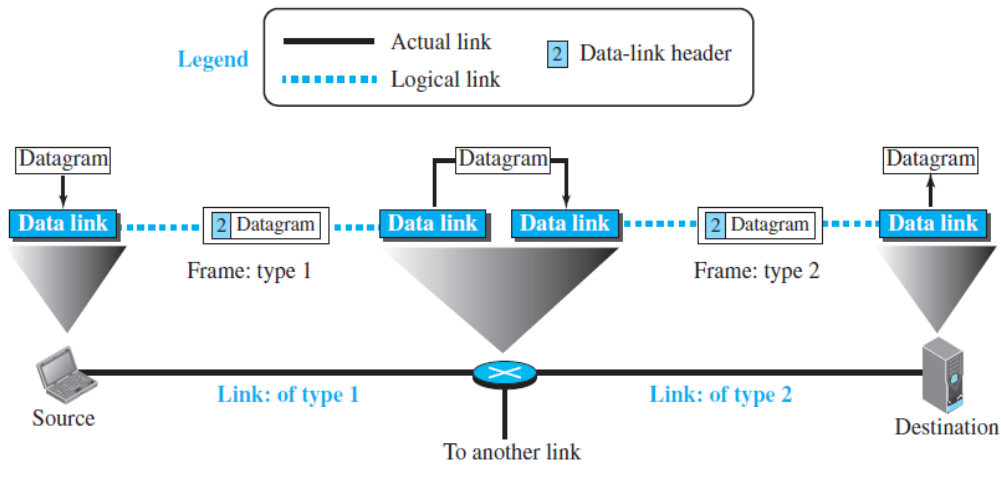 Legend
Actual link
Logical link
2 Data-link header
Datagram
Datagram
Datagram
Data link
2 Datagram
Data link
Data link
2 Datagram
Data link
Frame: type 1
Frame: type 2
Link: of type 1
Link: of type 2
Source
Destination
To another link